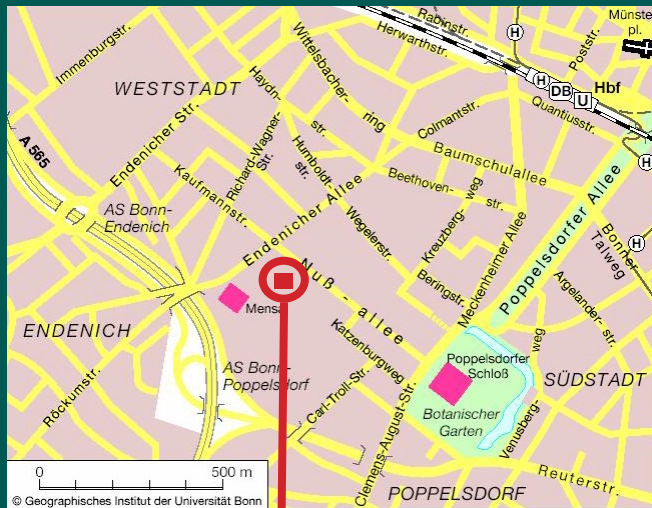 Münster-
pl.
Rabinstr.
Herwarthstr.
H
Poststr.
Immenburgstr.
Wittelsbacher-
ring
WESTSTADT
Haydn-
str.
H
DB
U
Hbf
Quantiusstr.
H
A 565
Endenicher Str.
Richard-Wagner-
Str.
Humboldt-
str.
Colmantstr.
Baumschulallee
Kaufmannstr.
Endenicher Allee
Beethoven-
str.
Wegelerstr.
Kreuzberg-
weg
Poppelsdorfer Allee
AS Bonn-
Endenich
Bonner
Talweg
H
Meckenheimer Allee
Nuß - allee
Beringstr.
Argelander-
str.
Mensa
ENDENICH
Katzenburgweg
AS Bonn-
Poppelsdorf
Poppelsdorfer
Schloß
weg
SÜDSTADT
Röckumstr.
Carl-Troll-Str.
Botanischer
Garten
Venusberg-
Clemens-August-Str.
Reuterstr.
POPPELSDORF
0
500 m
© Geographisches Institut der Universität Bonn